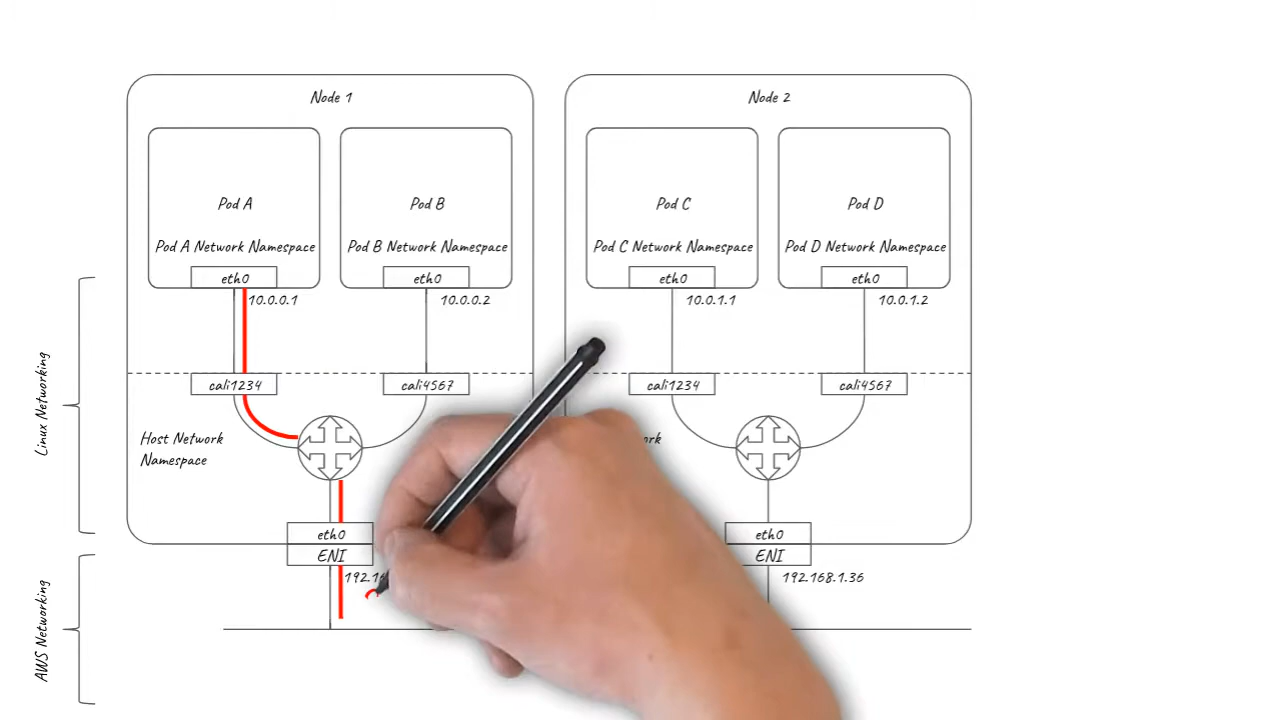 Node 1
Node 2
Pod A
Pod B
Pod C
Pod D
Pod A Network Namespace
Pod B Network Namespace
Pod C Network Namespace
Pod D Network Namespace
eth0
eth0
eth0
eth0
10.0.0.1
10.0.0.2
10.0.1.1
10.0.1.2
Linux Networking
cali1234
cali4567
cali1234
cali4567
Host Network
Namespace
eth0
eth0
ENI
ENI
192.168.1.36
AWS Networking